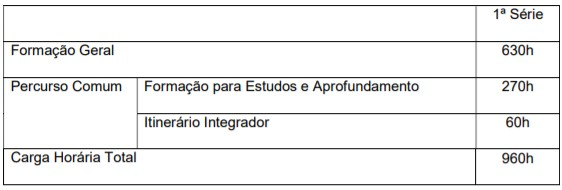 1ª Série
Formação Geral 630h
Percurso Comum Formação para Estudos e Aprofundamento 270h
Itinerário Integrador 60h
Carga Horária Total 960h